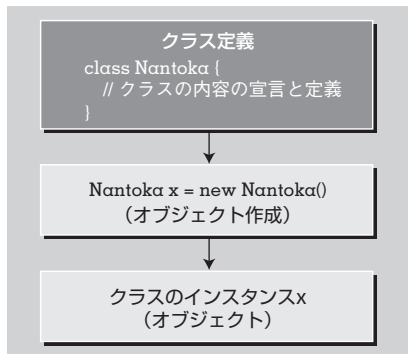 クラス定義
class Nantoka {
// クラスの内容の宣言と定義
}
Nantoka x = new Nantoka()
（オブジェクト作成）
クラスのインスタンスx
（オブジェクト）